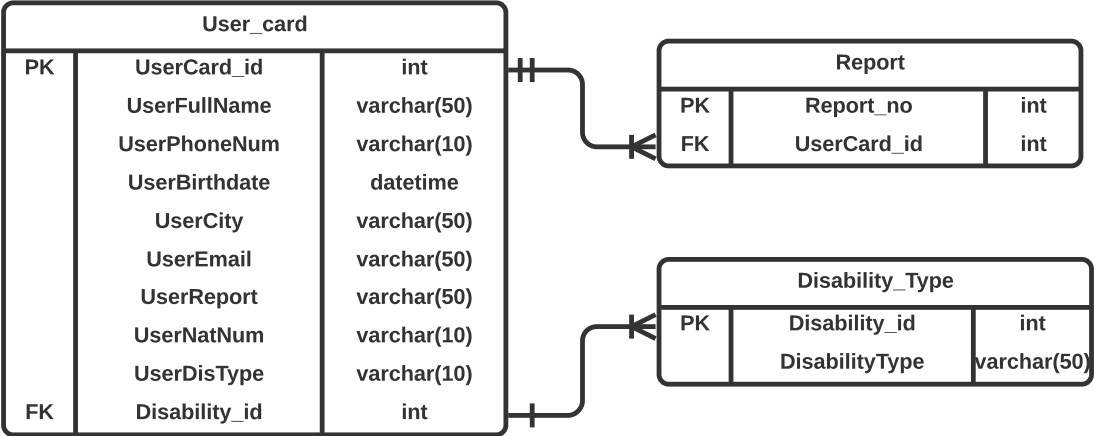 User_card
PK UserCard_id int
UserFullName varchar(50)
UserPhoneNum varchar(10)
UserBirthdate datetime
UserCity varchar(50)
UserEmail varchar(50)
UserReport varchar(50)
UserNatNum varchar(10)
UserDisType varchar(10)
FK Disability_id int
Report
PK Report_no int
FK UserCard_id int
Disability_Type
PK Disability_id int
DisabilityType varchar(50)